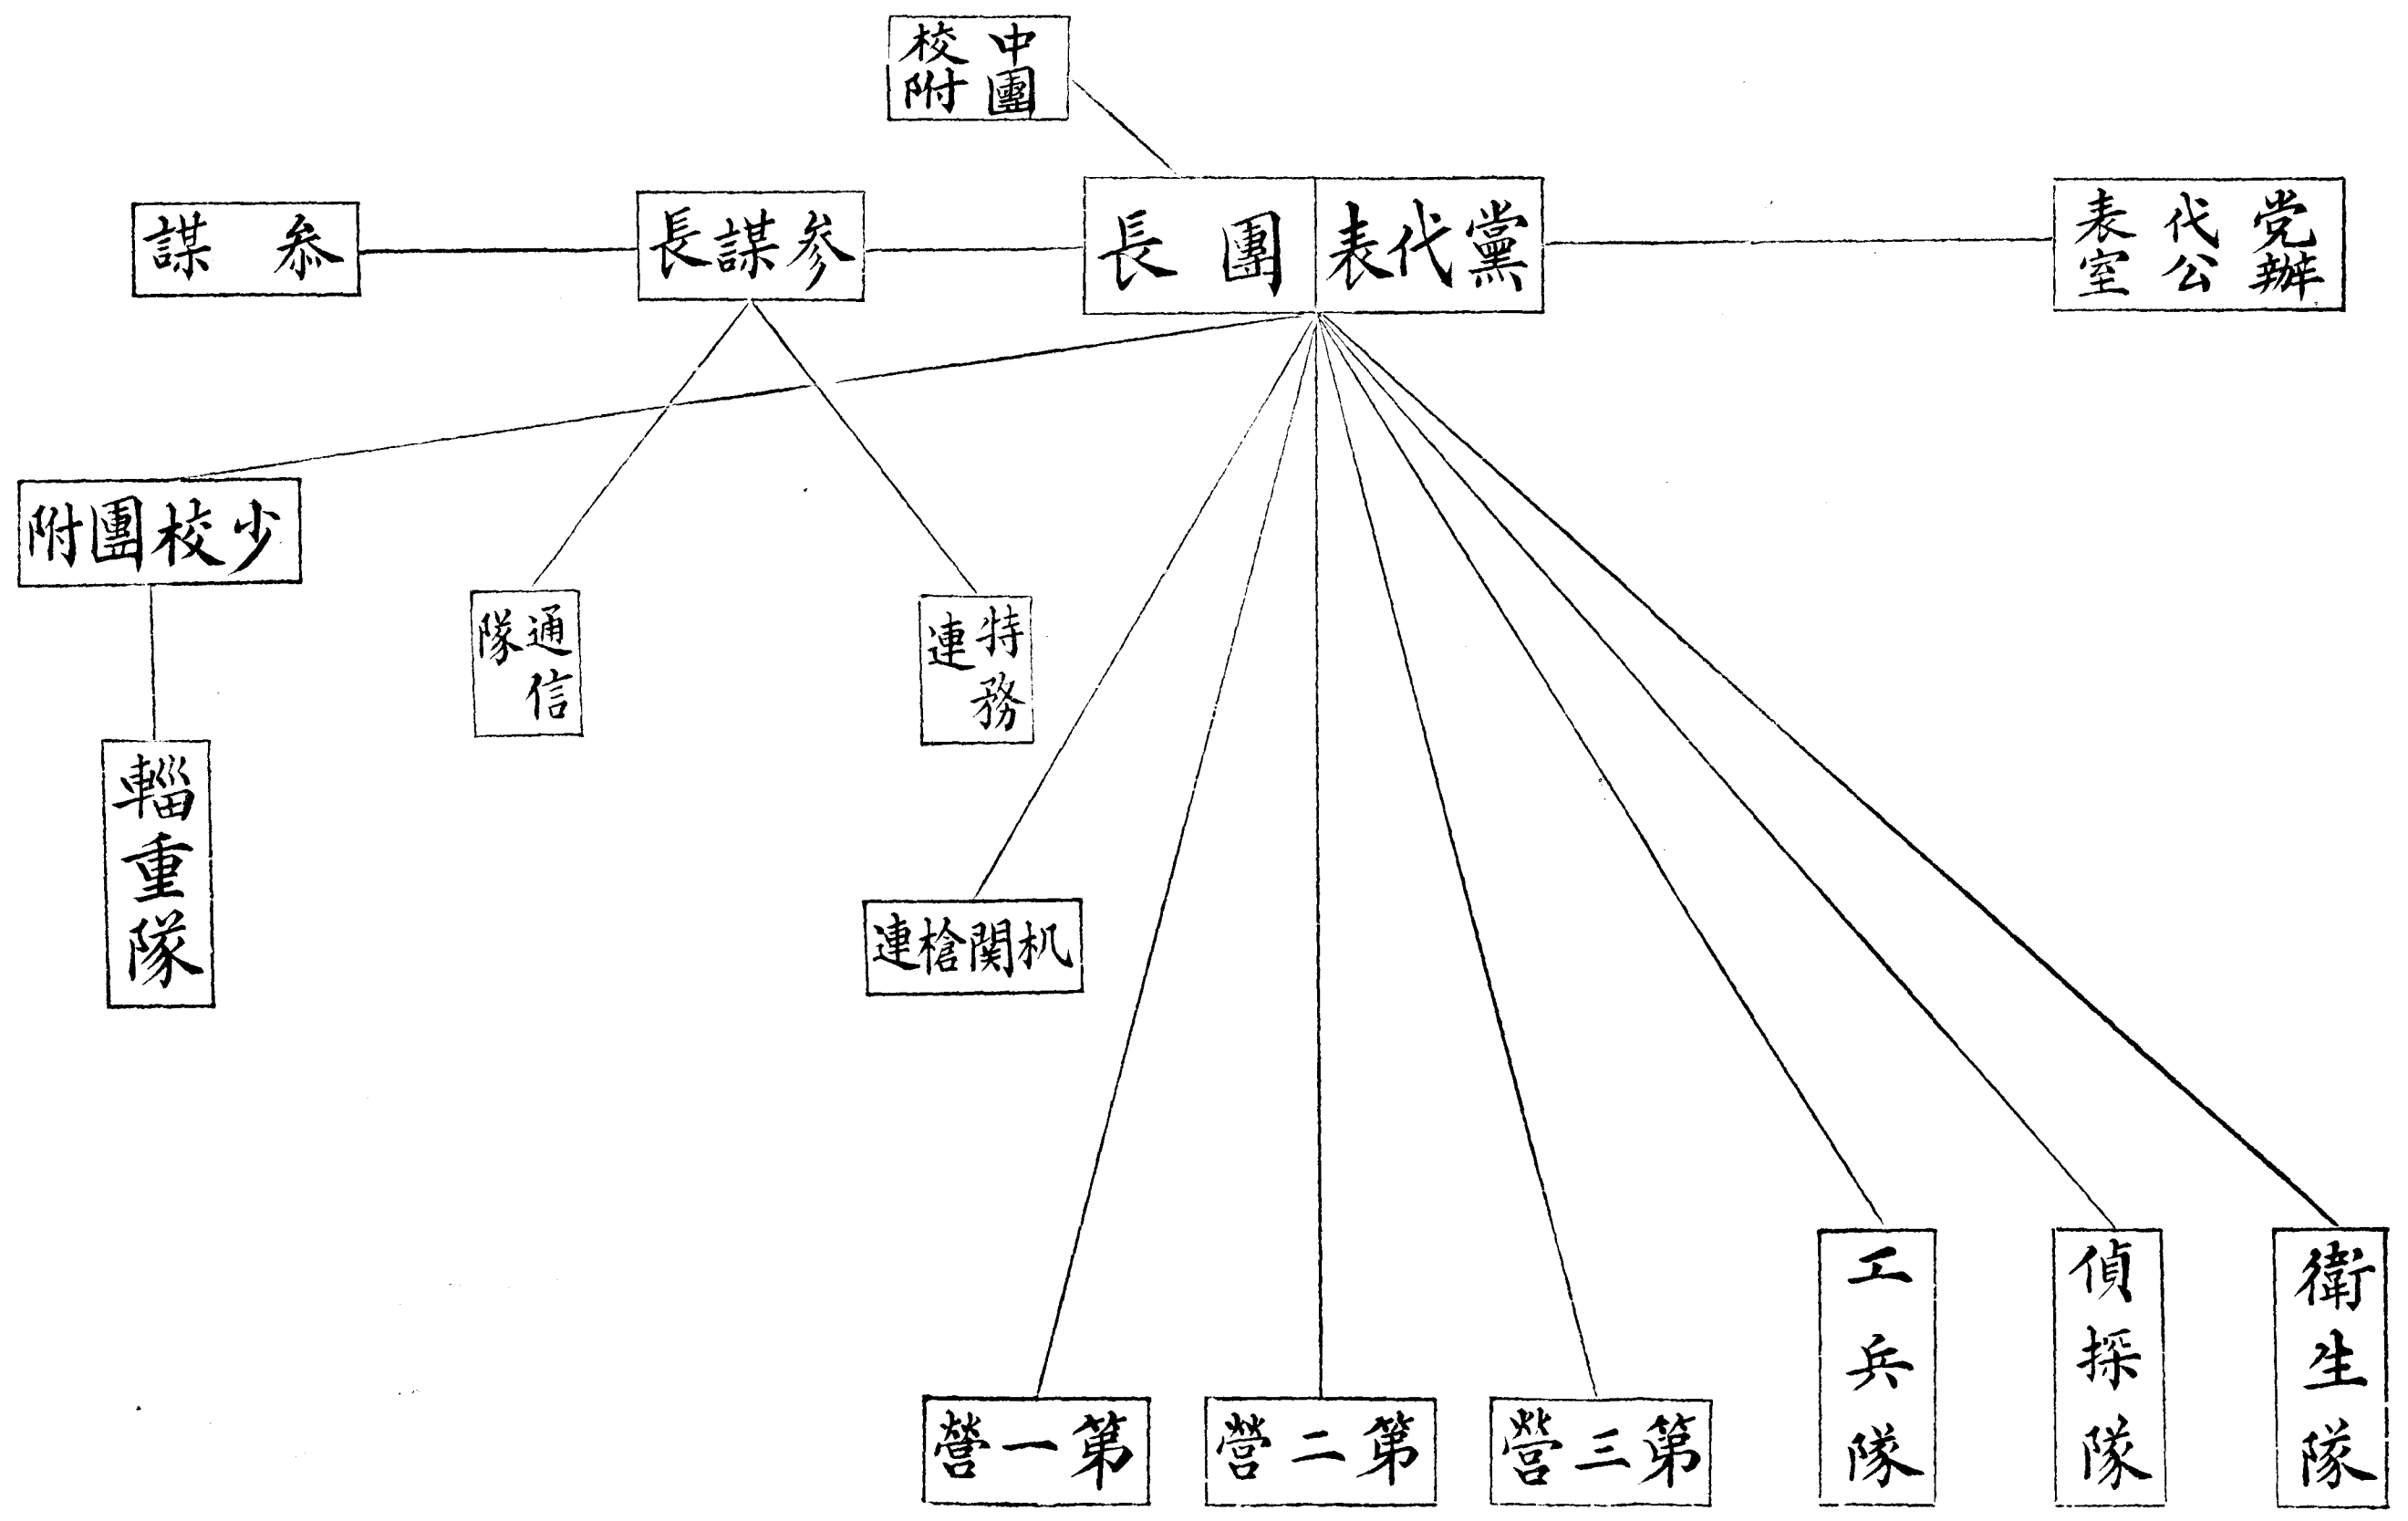 中校
團附
黨代表
團長
參謀長
叅謀
党代表
辦公室
少校團附
通信隊
特務連
輜重隊
机関槍連
第一營
第二營
第三營
工兵隊
偵探隊
衛生隊